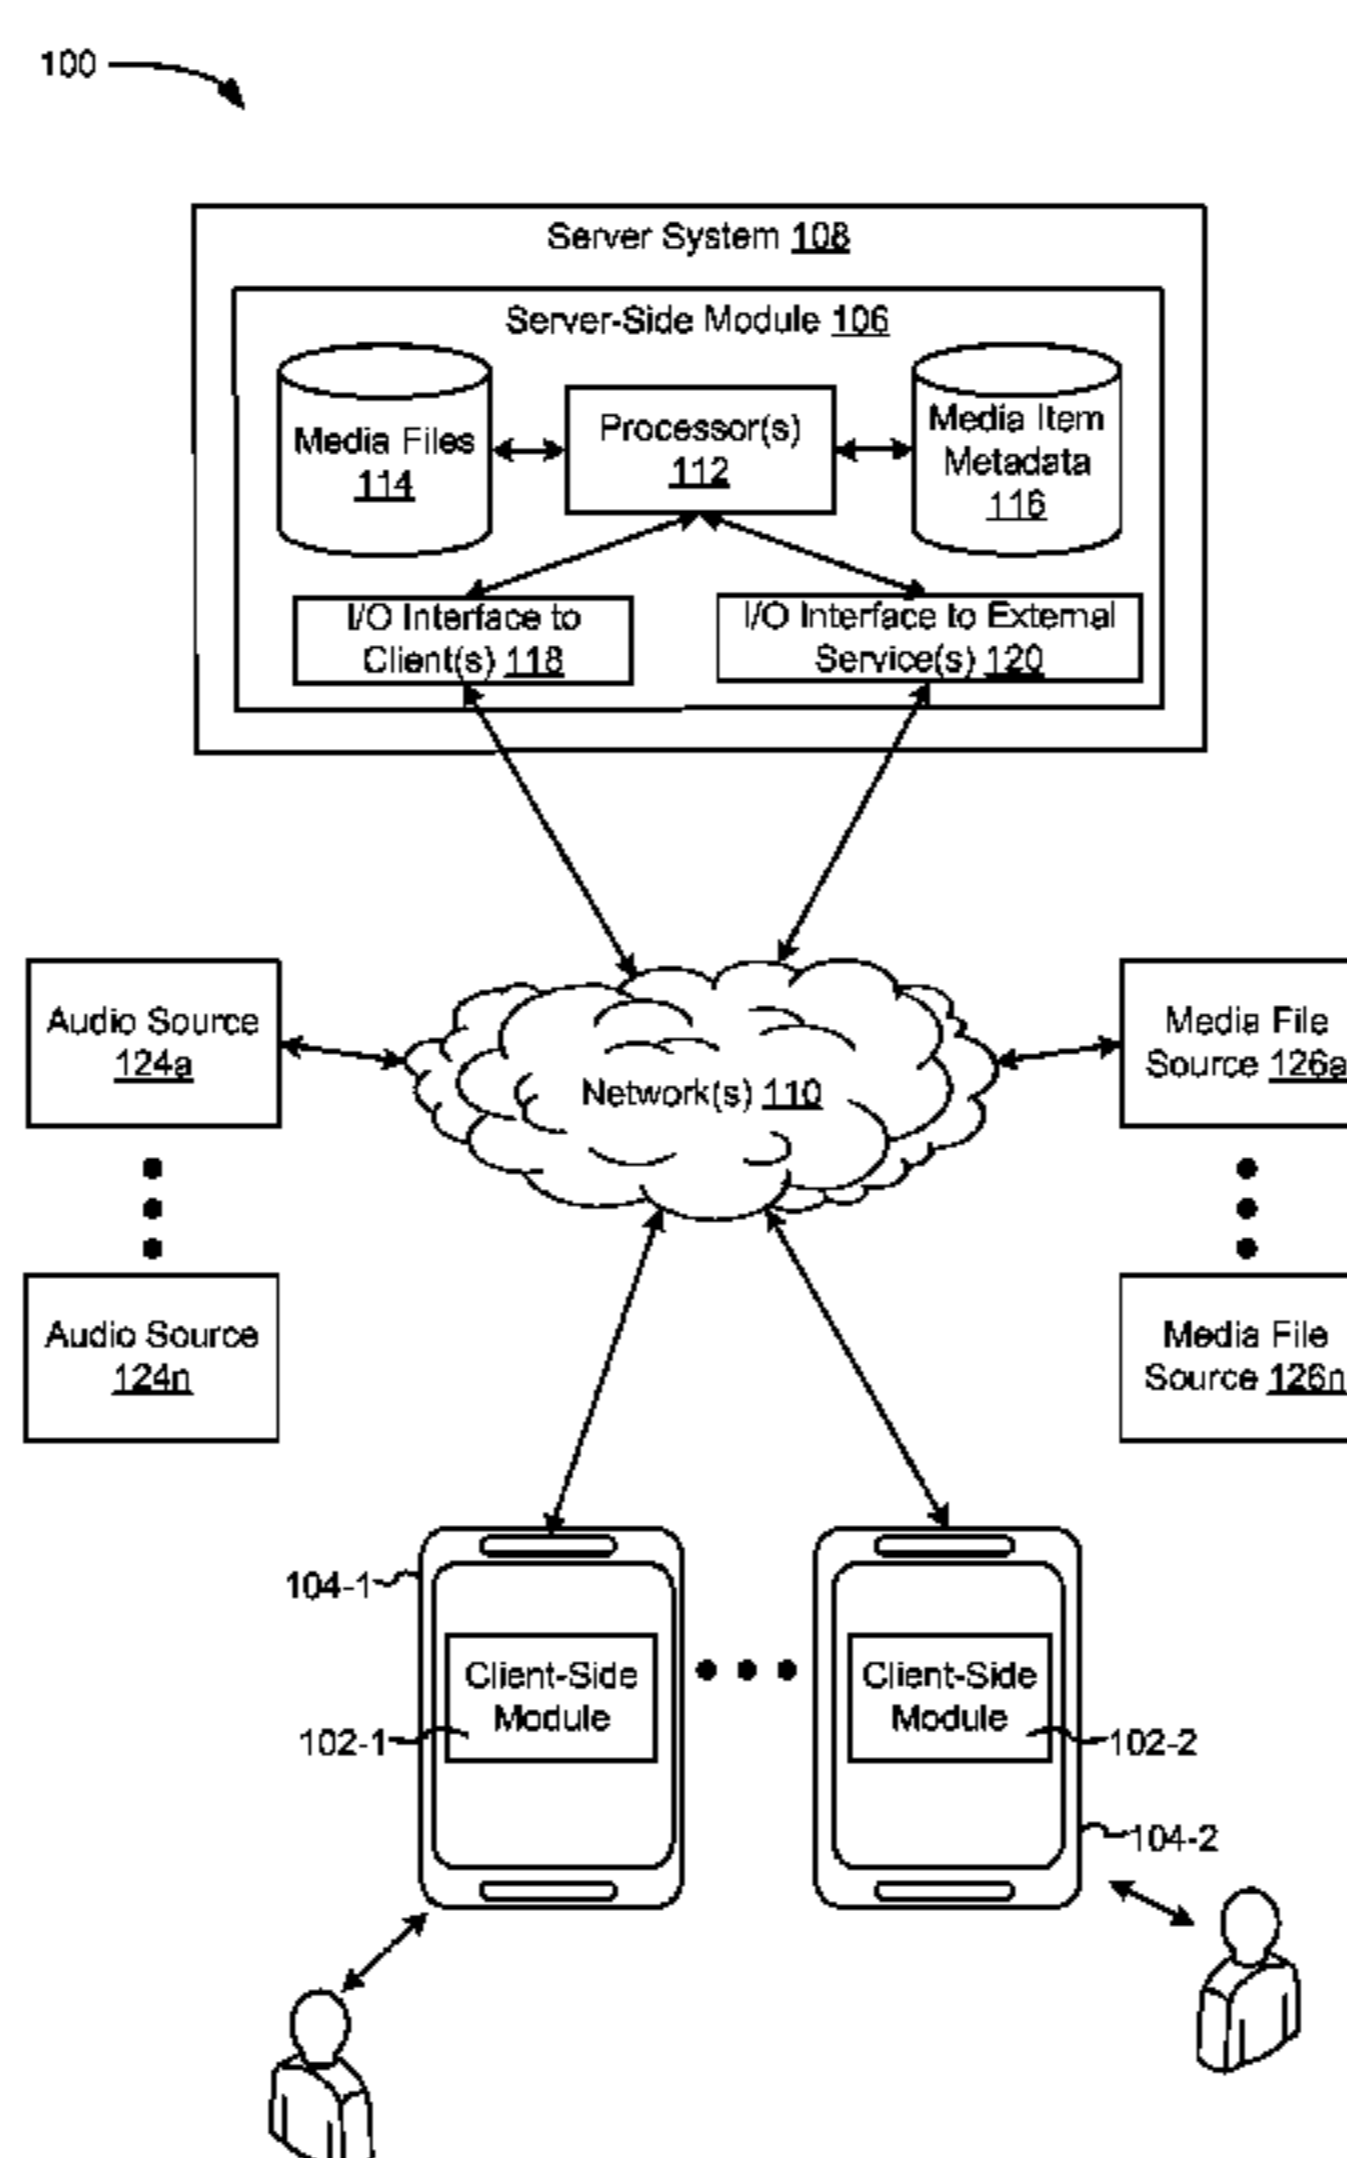 100
Server System 108
Server-Side Module 106
Media Files
114
Processor(s)
112
Media Item
Metadata
116
I/O Interface to
Client(s) 118
I/O Interface to External
Service(s) 120
Audio Source
124a
Network(s) 110
Media File
Source 126a
Audio Source
124n
Media File
Source 126n
104-1
Client-Side
Module
102-1
Client-Side
Module
102-2
104-2